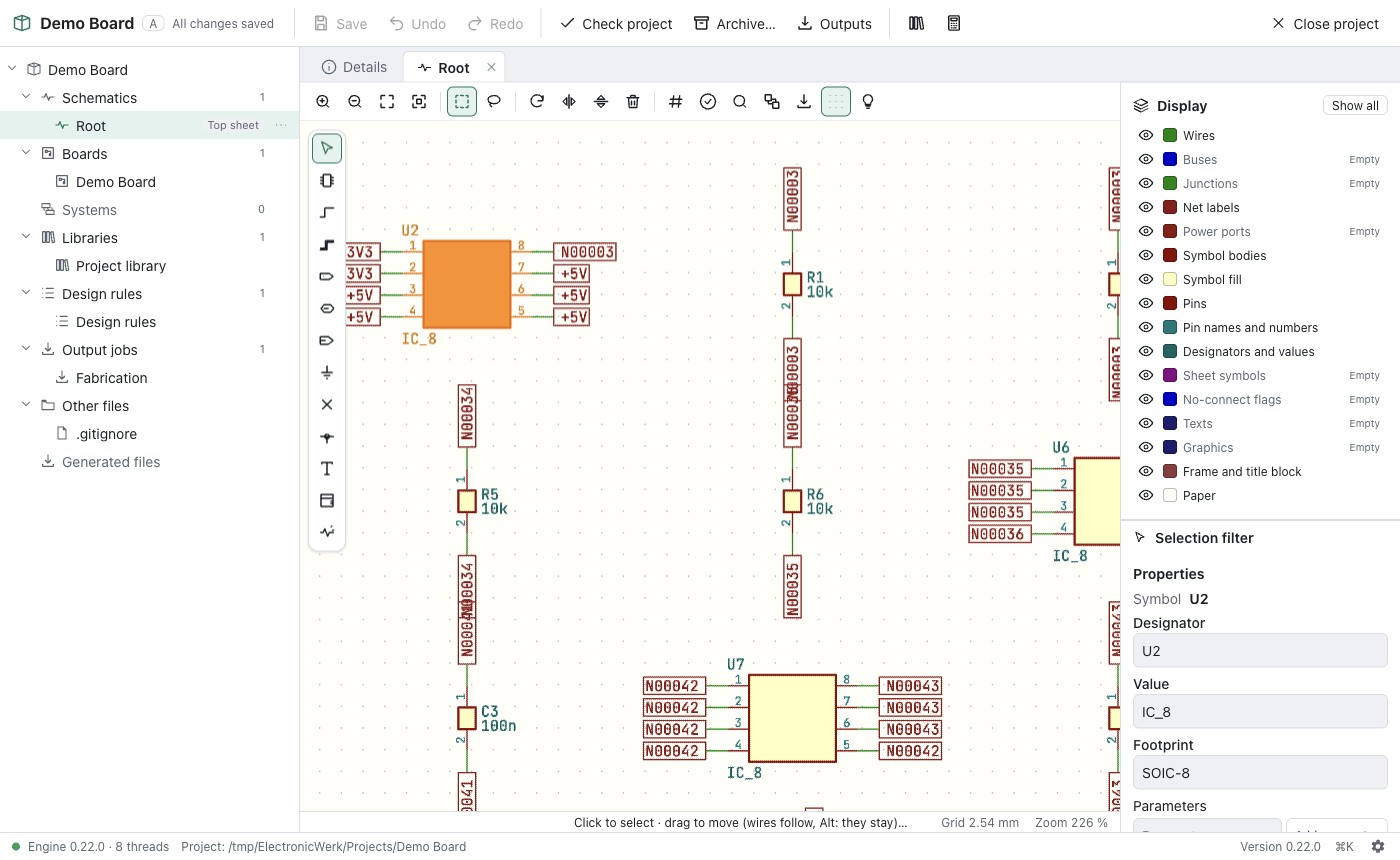 Demo Board A All changes saved Save Undo Redo Check project Archive... Outputs Close project
Demo Board
Schematics 1
Root Top sheet ...
Boards 1
Demo Board
Systems 0
Libraries 1
Project library
Design rules 1
Design rules
Output jobs 1
Fabrication
Other files
.gitignore
Generated files
Details Root
U2
3V3 1 8 N00003
3V3 2 7 +5V
+5V 3 6 +5V
+5V 4 5 +5V
IC_8
N00003
1
R1
10k
2
N00003
N00034
1
R5
10k
2
N00034
1
R6
10k
2
N00035
U6
N00035 1
N00035 2
N00035 3
N00036 4
IC_8
1
2
1
C3
100n
2
U7
N00042 1 8 N00043
N00042 2 7 N00043
N00042 3 6 N00043
N00042 4 5 N00042
IC_8
1
2
Click to select · drag to move (wires follow, Alt: they stay)... Grid 2.54 mm Zoom 226 %
Display Show all
Wires
Buses Empty
Junctions Empty
Net labels
Power ports Empty
Symbol bodies
Symbol fill
Pins
Pin names and numbers
Designators and values
Sheet symbols Empty
No-connect flags Empty
Texts Empty
Graphics Empty
Frame and title block
Paper
Selection filter
Properties
Symbol U2
Designator
U2
Value
IC_8
Footprint
SOIC-8
Parameters
Engine 0.22.0 · 8 threads Project: /tmp/ElectronicWerk/Projects/Demo Board Version 0.22.0 ⌘K